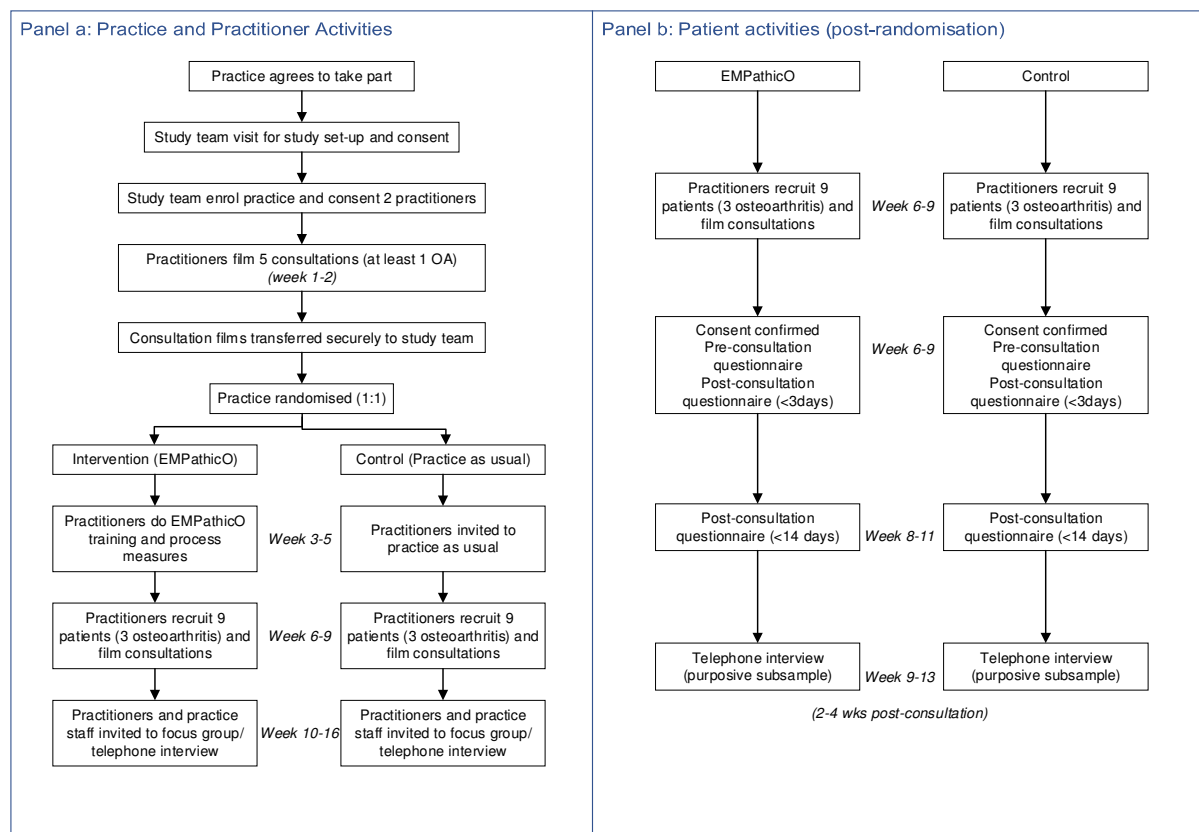 Panel a: Practice and Practitioner Activities
Practice agrees to take part
Study team visit for study set-up and consent
Study team enrol practice and consent 2 practitioners
Practitioners film 5 consultations (at least 1 OA)
(week 1-2)
Consultation films transferred securely to study team
Practice randomised (1:1)
Intervention (EMPathicO)
Control (Practice as usual)
Practitioners do EMPathicO
training and process
measures
Week 3-5
Practitioners invited to
practice as usual
Practitioners recruit 9
patients (3 osteoarthritis) and
film consultations
Week 6-9
Practitioners recruit 9
patients (3 osteoarthritis) and
film consultations
Practitioners and practice
staff invited to focus group/
telephone interview
Week 10-16
Practitioners and practice
staff invited to focus group/
telephone interview
Panel b: Patient activities (post-randomisation)
EMPathicO
Control
Practitioners recruit 9
patients (3 osteoarthritis) and
film consultations
Week 6-9
Practitioners recruit 9
patients (3 osteoarthritis) and
film consultations
Consent confirmed
Pre-consultation
questionnaire
Post-consultation
questionnaire (<3days)
Week 6-9
Consent confirmed
Pre-consultation
questionnaire
Post-consultation
questionnaire (<3days)
Post-consultation
questionnaire (<14 days)
Week 8-11
Post-consultation
questionnaire (<14 days)
Telephone interview
(purposive subsample)
Week 9-13
Telephone interview
(purposive subsample)
(2-4 wks post-consultation)